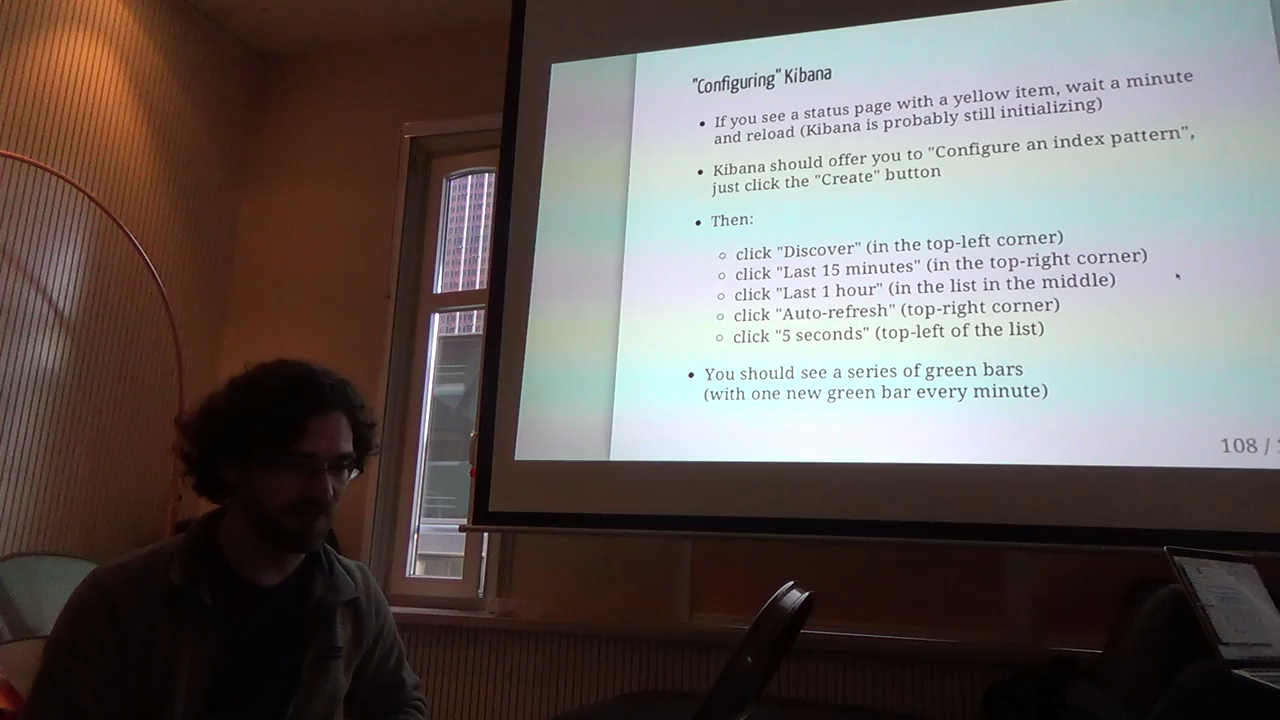 "Configuring" Kibana
• If you see a status page with a yellow item, wait a minute
and reload (Kibana is probably still initializing)
• Kibana should offer you to "Configure an index pattern",
just click the "Create" button
• Then:
○ click "Discover" (in the top-left corner)
○ click "Last 15 minutes" (in the top-right corner)
○ click "Last 1 hour" (in the list in the middle)
○ click "Auto-refresh" (top-right corner)
○ click "5 seconds" (top-left of the list)
• You should see a series of green bars
(with one new green bar every minute)
108 /